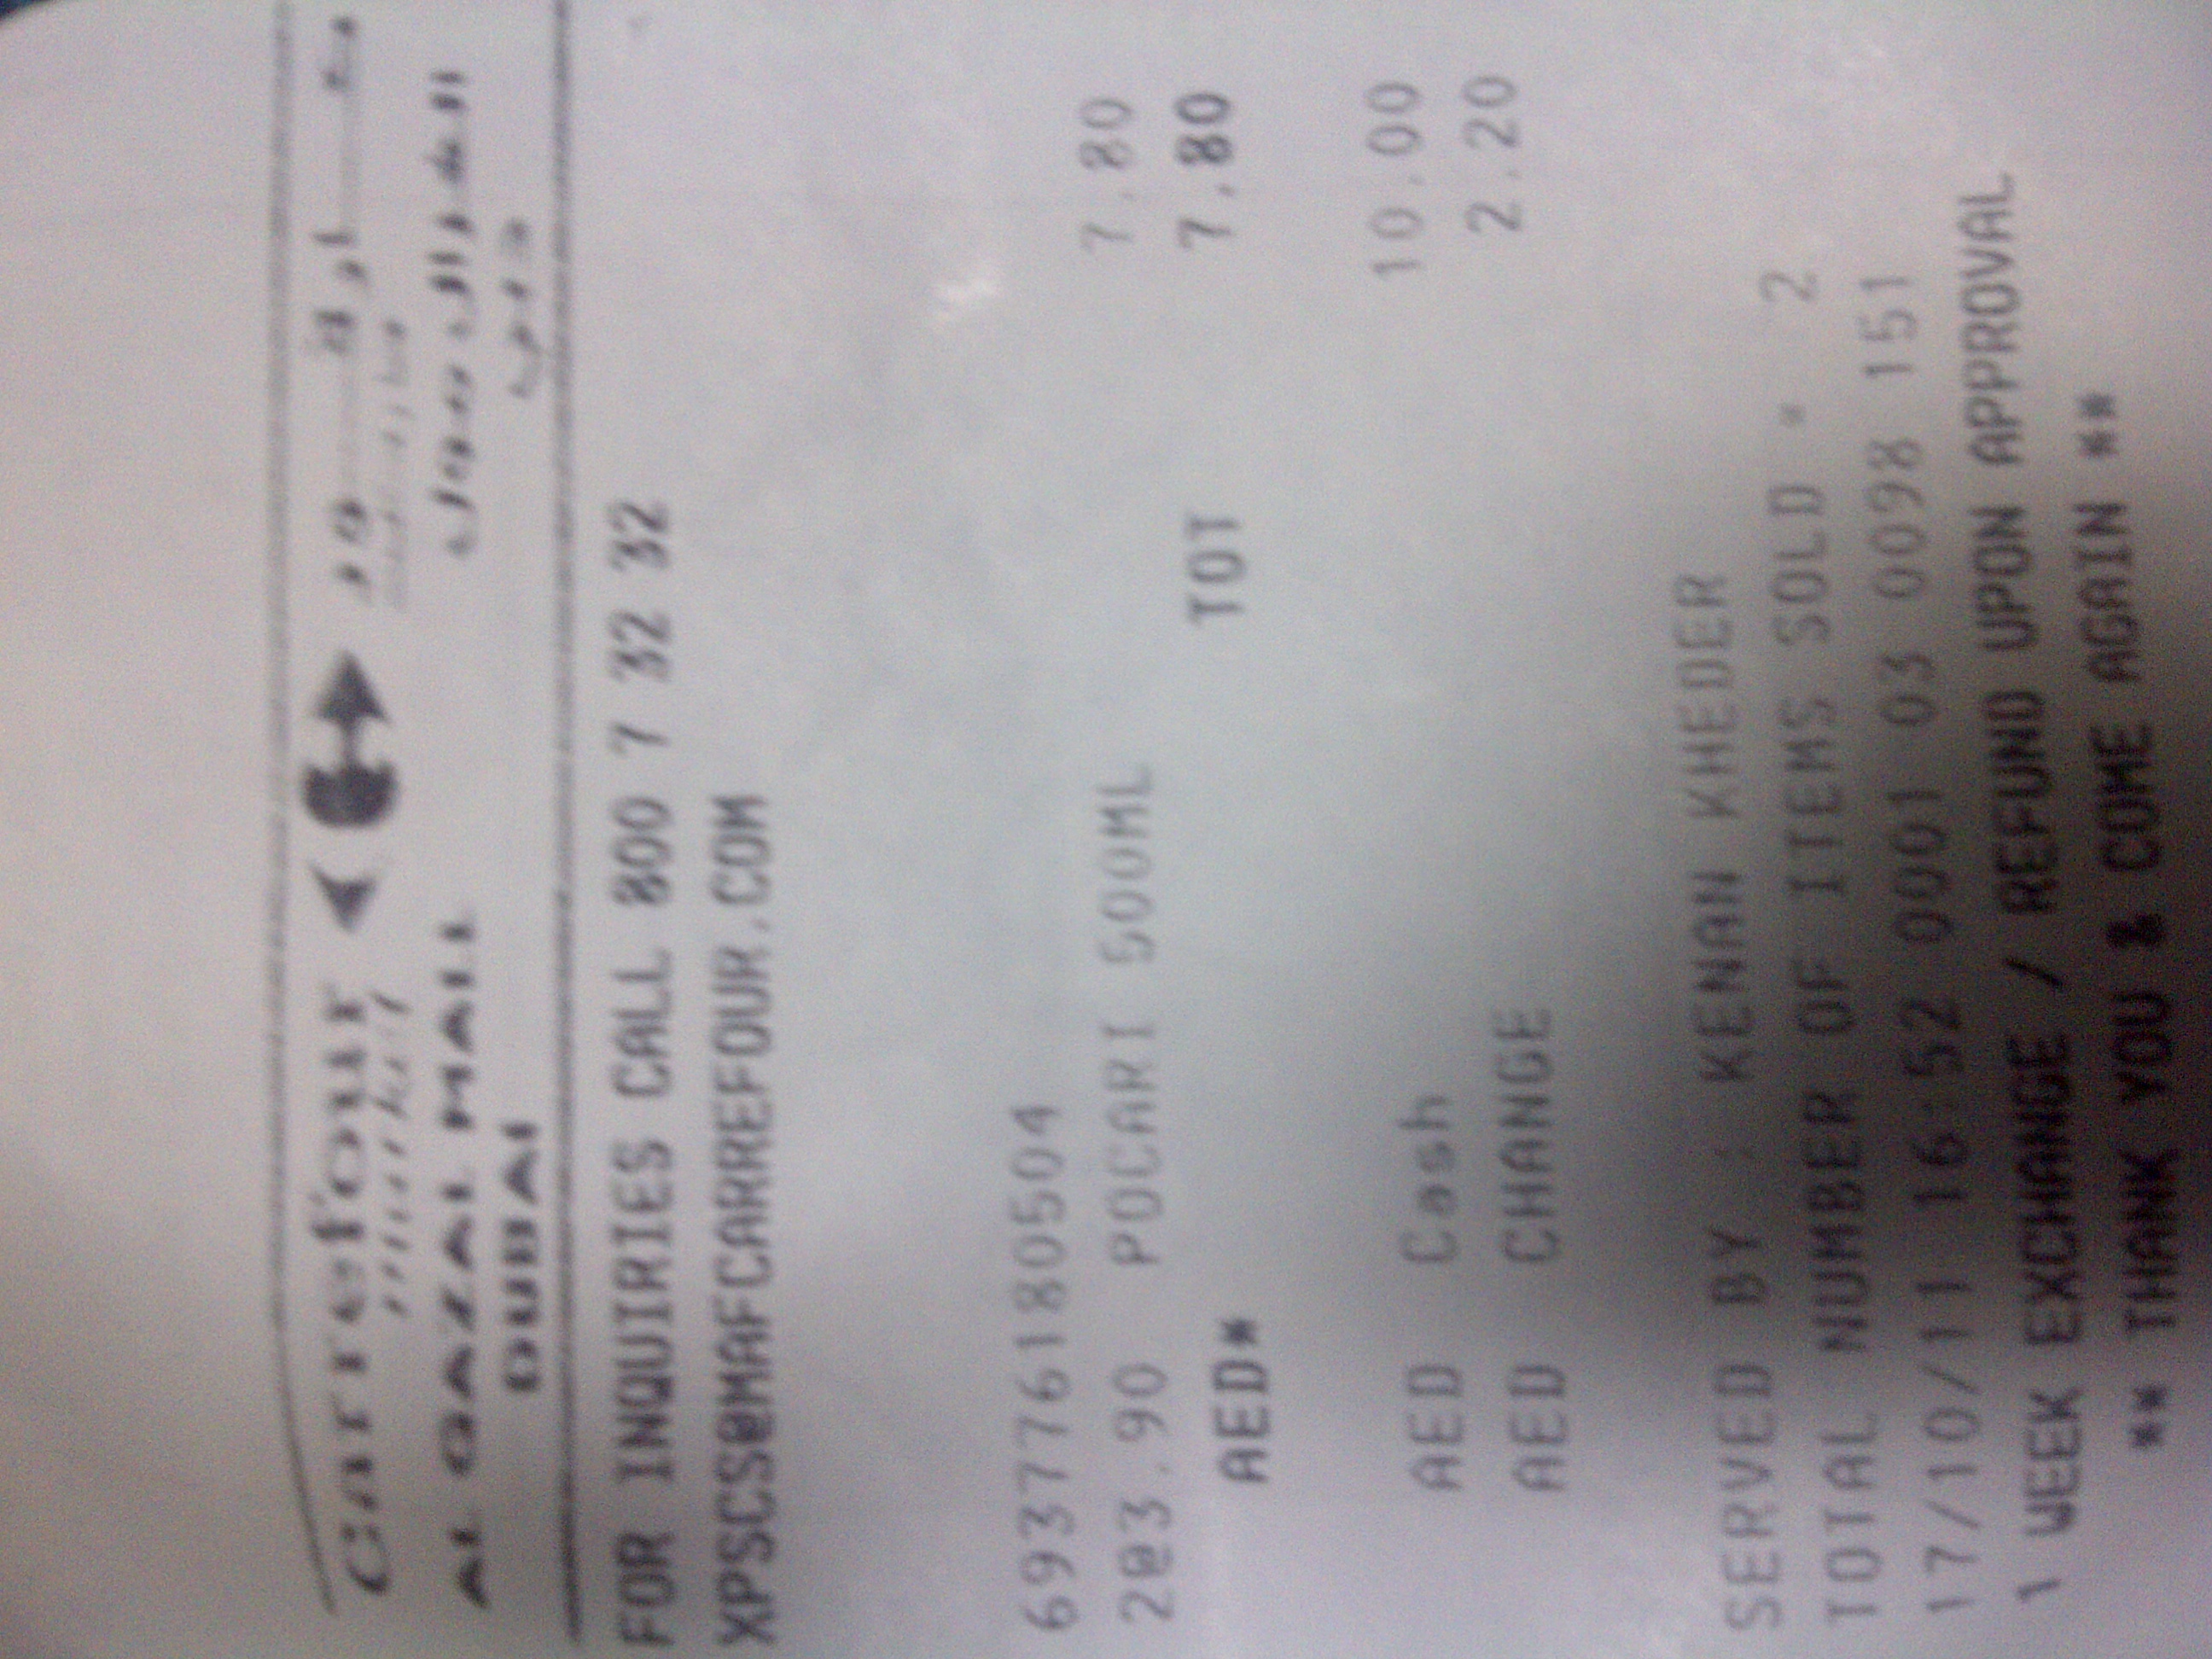 Carrefour
market
AL GAZAL MALL
DUBAI
FOR INQUIRIES CALL 800 7 32 32
XPSCS@MAFCARREFOUR.COM
693776180504
2@3.90 POCARI 500ML 7.80
AED* TOT 7.80
AED Cash 10.00
AED CHANGE 2.20
SERVED BY : KENAN KHEDER
TOTAL NUMBER OF ITEMS SOLD = 2
17/10/11 16:52 0001 03 0098 151
1 WEEK EXCHANGE / REFUND UPON APPROVAL
** THANK YOU & COME AGAIN **